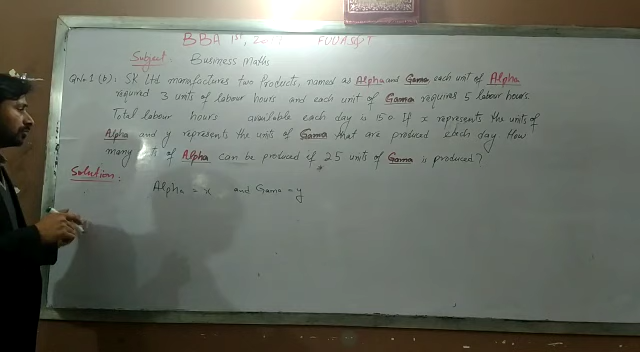 BBA 1st, FUUAST
Subject: Business Maths
QNo.1 (b): SK Ltd manufactures two Products, named as Alpha and Gama each unit of Alpha
required 3 units of labour hours and each unit of Gama requires 5 labour hours.
Total labour hours available each day is 150 If x represents the units of
Alpha and y represents the units of Gama that are produced each day How
many units of Alpha can be produced if 25 units of Gama is produced?
Solution:
Alpha = x and Gama = y